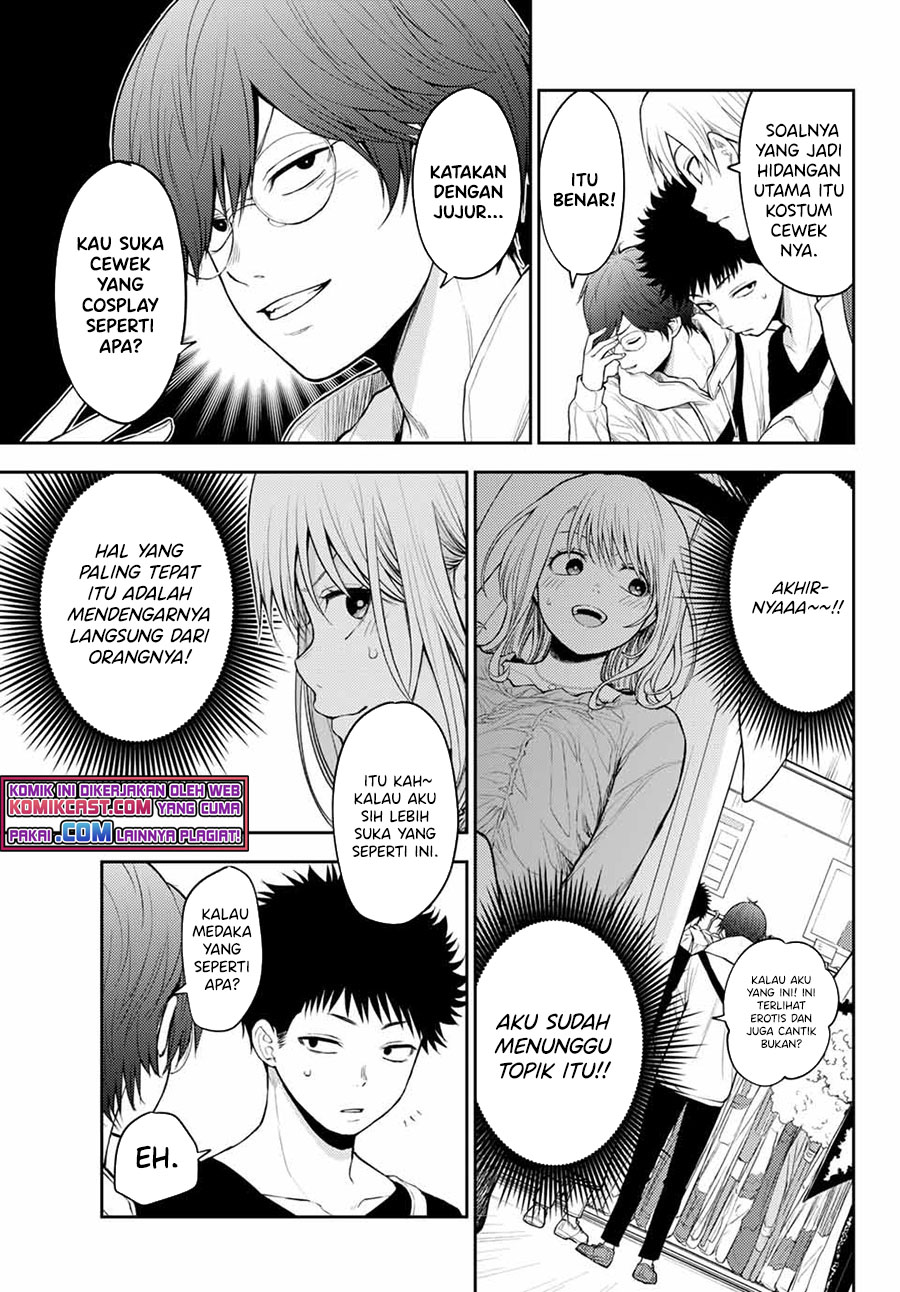 SOALNYA
YANG JADI
HIDANGAN
UTAMA ITU
KOSTUM
CEWEK
NYA.
ITU
BENAR!
KATAKAN
DENGAN
JUJUR...
KAU SUKA
CEWEK
YANG
COSPLAY
SEPERTI
APA?
AKHIR-
NYAAA~~!!
AKU SUDAH
MENUNGGU
TOPIK ITU!!
KALAU AKU
YANG INI! INI
TERLIHAT
EROTIS DAN
JUGA CANTIK
BUKAN?
HAL YANG
PALING TEPAT
ITU ADALAH
MENDENGARNYA
LANGSUNG DARI
ORANGNYA!
ITU KAH~
KALAU AKU
SIH LEBIH
SUKA YANG
SEPERTI INI.
KOMIK INI DIKERJAKAN OLEH WEB
KOMIKCAST.COM YANG CUMA
PAKAI .COM LAINNYA PLAGIAT!
KALAU
MEDAKA
YANG
SEPERTI
APA?
EH.